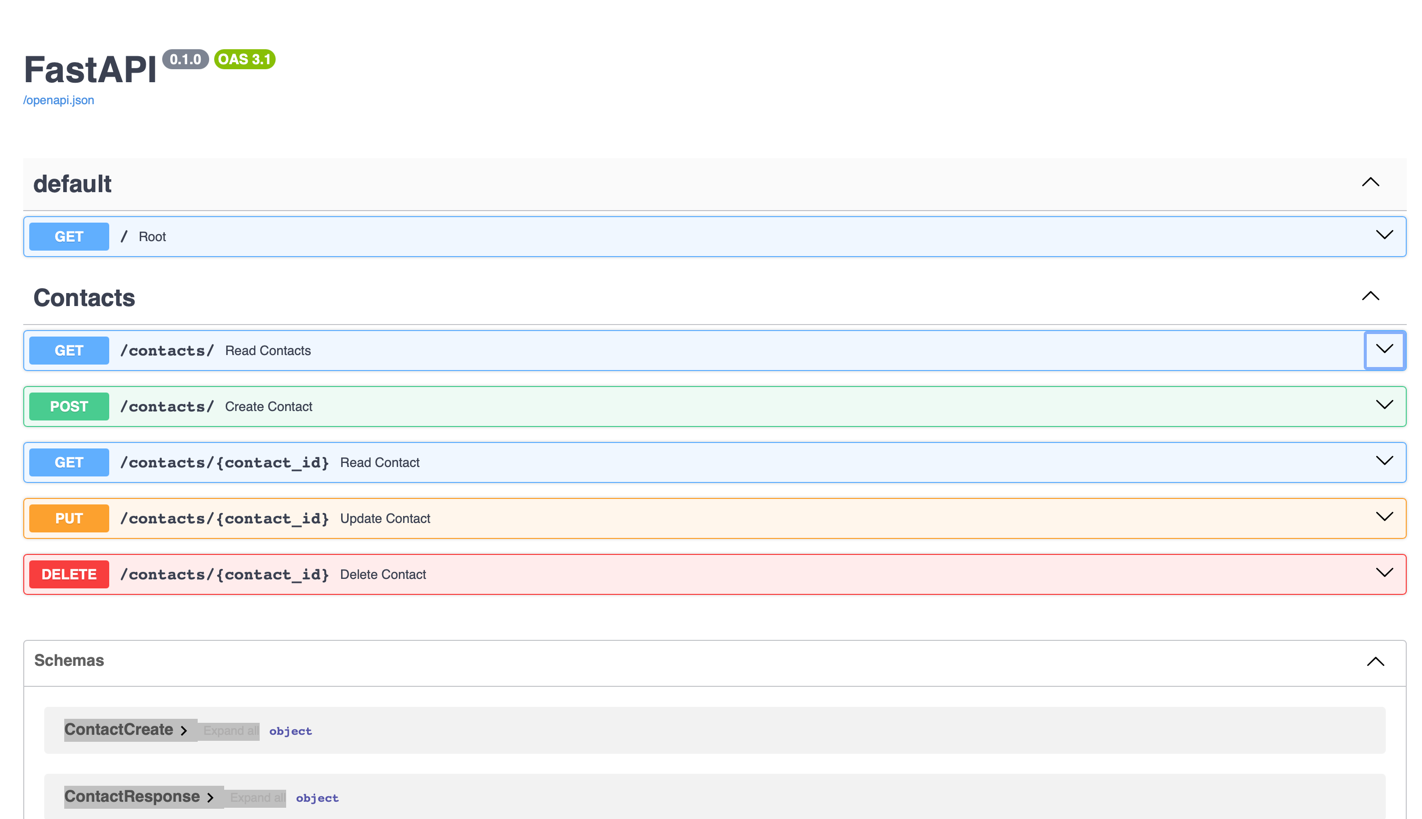 FastAPI 0.1.0 OAS 3.1
/openapi.json
default
GET / Root
Contacts
GET /contacts/ Read Contacts
POST /contacts/ Create Contact
GET /contacts/{contact_id} Read Contact
PUT /contacts/{contact_id} Update Contact
DELETE /contacts/{contact_id} Delete Contact
Schemas
ContactCreate Expand all object
ContactResponse Expand all object